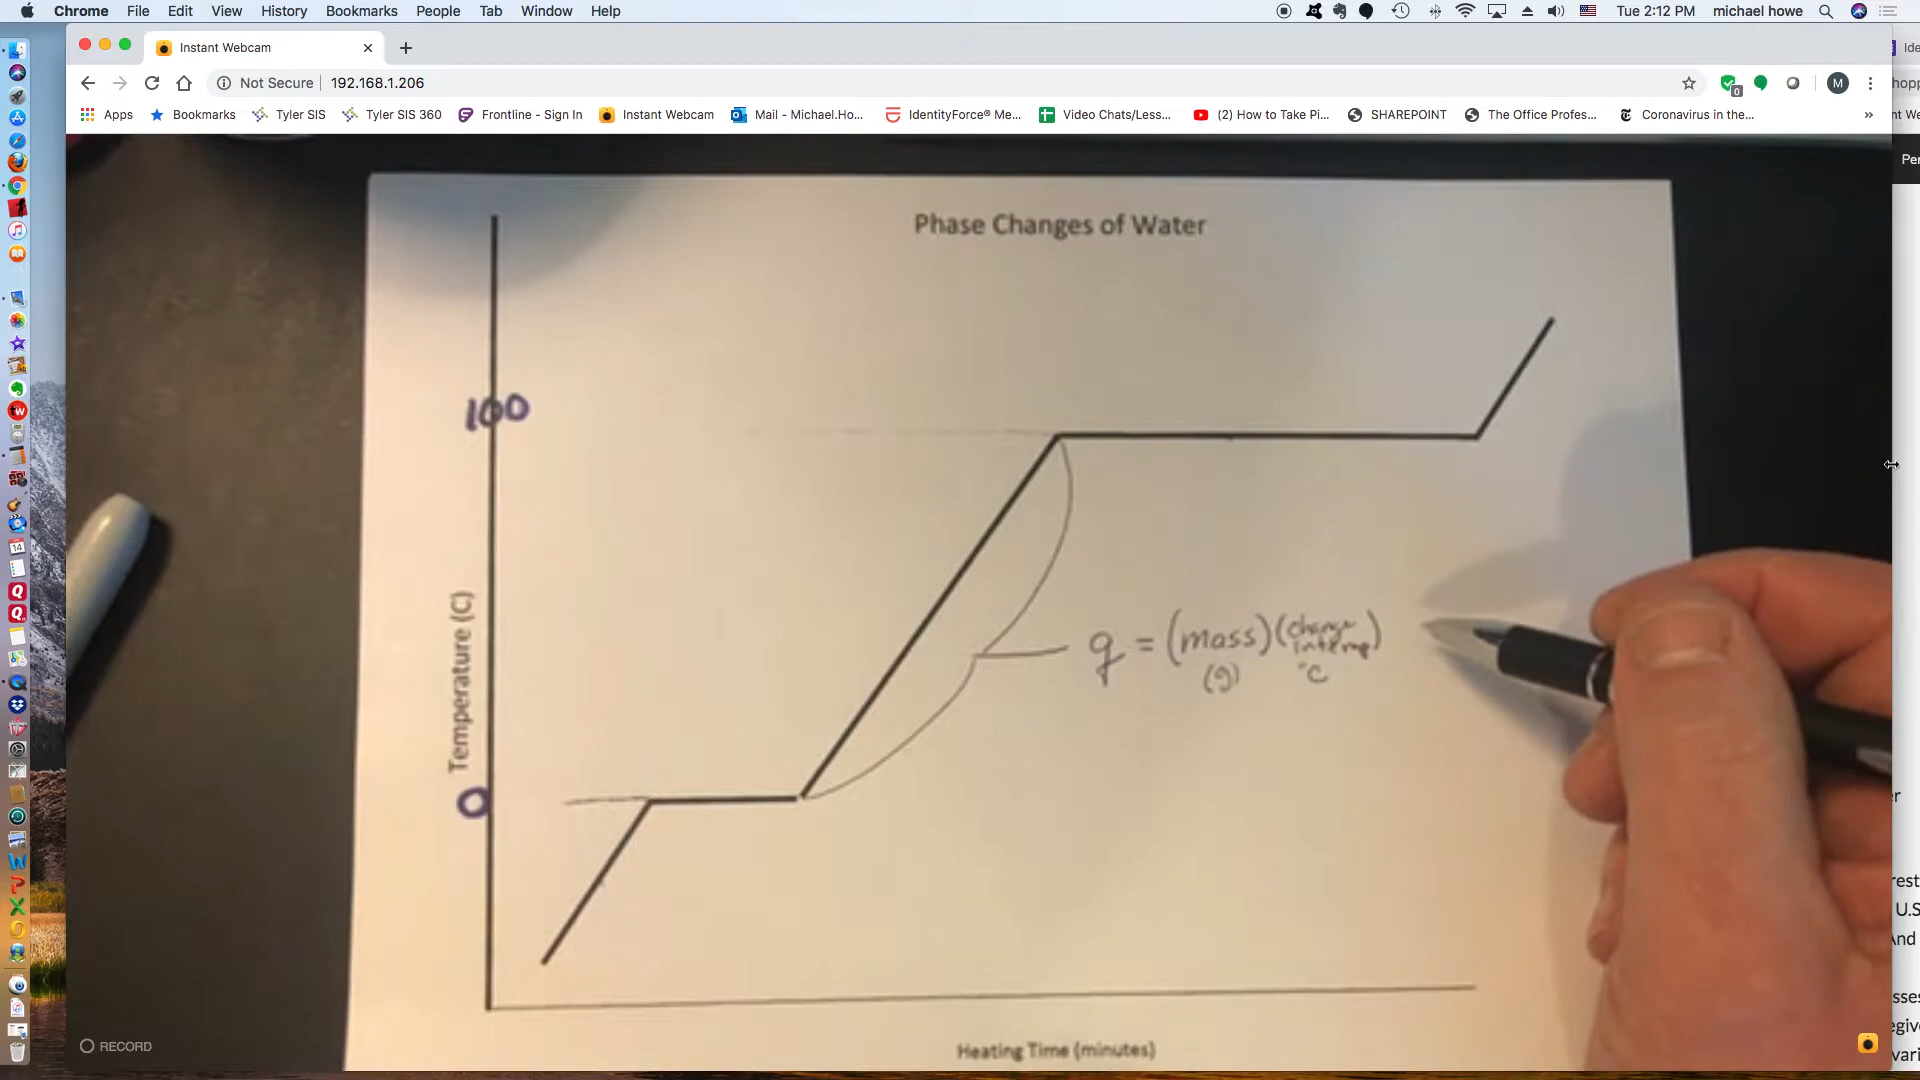 Chrome File Edit View History Bookmarks People Tab Window Help Tue 2:12 PM michael howe
Instant Webcam
Not Secure 192.168.1.206
Apps Bookmarks Tyler SIS Tyler SIS 360 Frontline - Sign In Instant Webcam Mail - Michael.Ho... IdentityForce® Me... Video Chats/Less... (2) How to Take Pi... SHAREPOINT The Office Profes... Coronavirus in the... »
Phase Changes of Water
100
Temperature (C)
q = (mass)(change in temp)
(g) °C
0
Heating Time (minutes)
RECORD